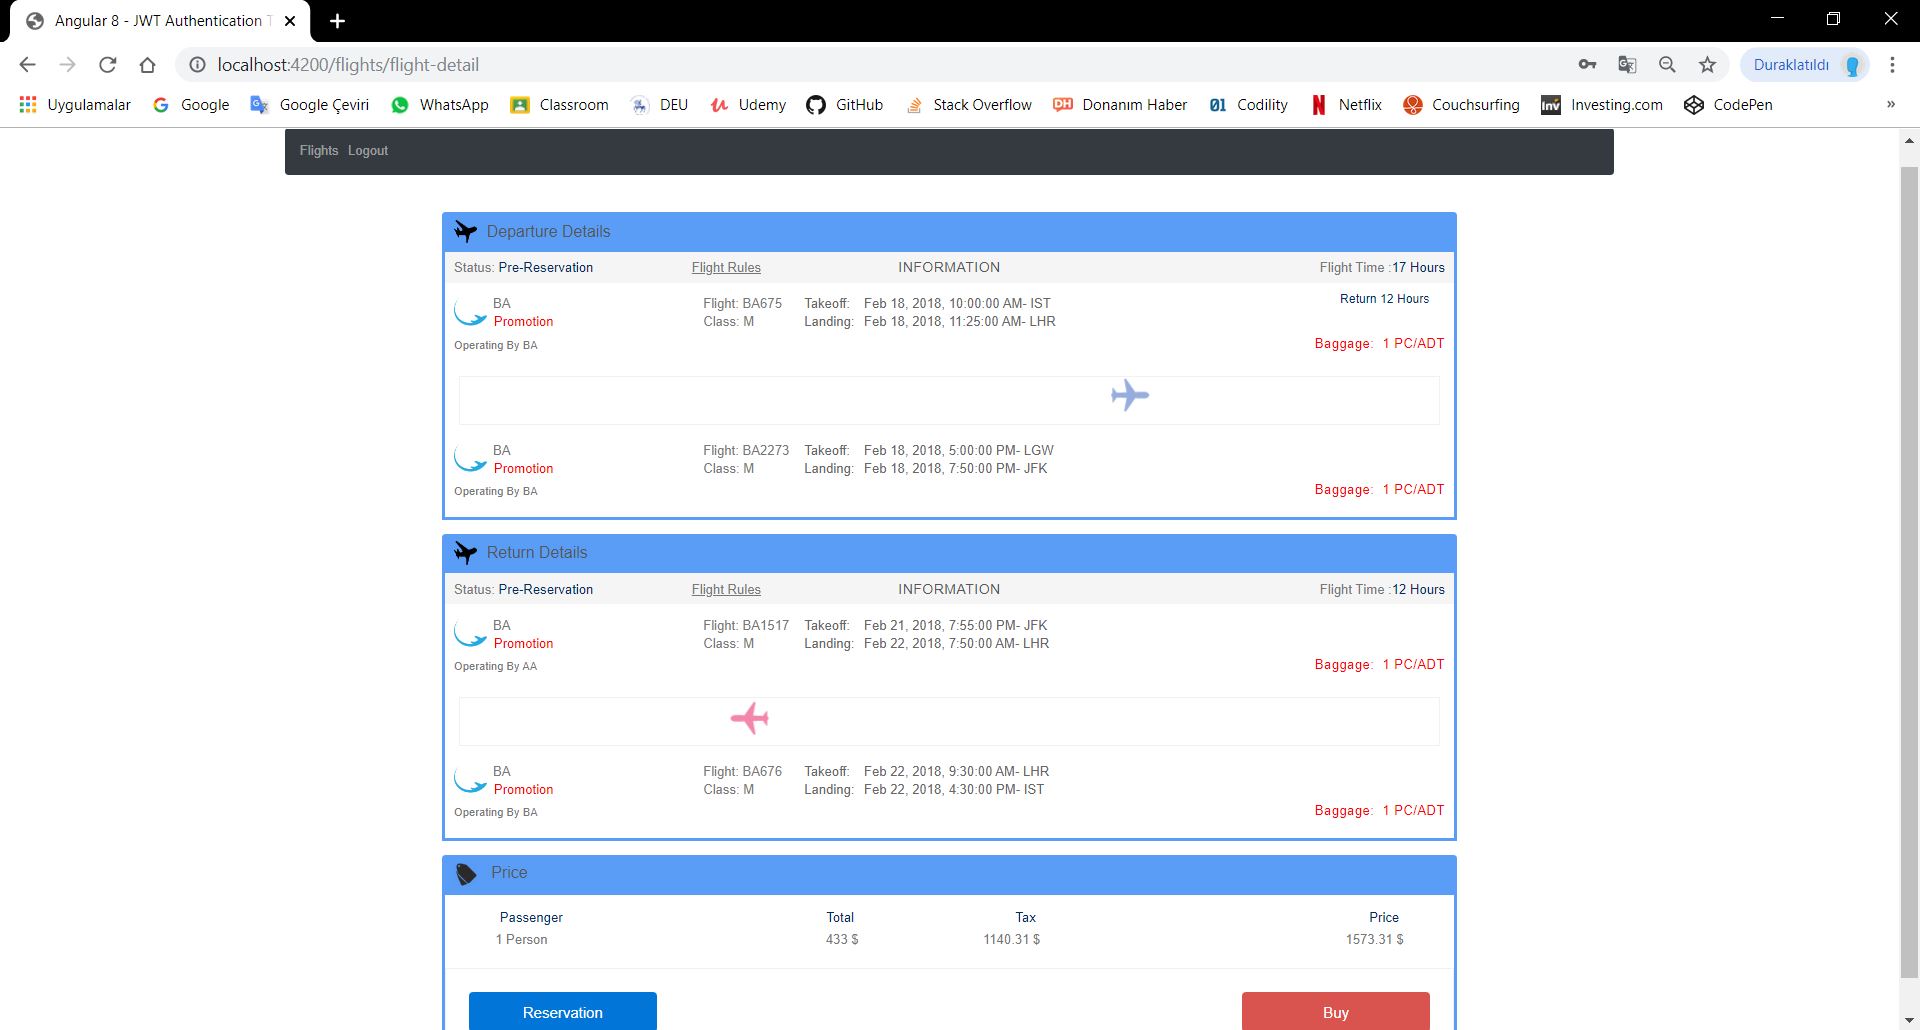 Angular 8 - JWT Authentication T
localhost:4200/flights/flight-detail
Duraklatıldı
Uygulamalar Google Google Çeviri WhatsApp Classroom DEU Udemy GitHub Stack Overflow DH Donanım Haber 01 Codility Netflix Couchsurfing Inv Investing.com CodePen »
Flights Logout
Departure Details
Status: Pre-Reservation Flight Rules INFORMATION Flight Time :17 Hours
BA Flight: BA675 Takeoff: Feb 18, 2018, 10:00:00 AM- IST Return 12 Hours
Promotion Class: M Landing: Feb 18, 2018, 11:25:00 AM- LHR
Operating By BA Baggage: 1 PC/ADT
BA Flight: BA2273 Takeoff: Feb 18, 2018, 5:00:00 PM- LGW
Promotion Class: M Landing: Feb 18, 2018, 7:50:00 PM- JFK
Operating By BA Baggage: 1 PC/ADT
Return Details
Status: Pre-Reservation Flight Rules INFORMATION Flight Time :12 Hours
BA Flight: BA1517 Takeoff: Feb 21, 2018, 7:55:00 PM- JFK
Promotion Class: M Landing: Feb 22, 2018, 7:50:00 AM- LHR
Operating By AA Baggage: 1 PC/ADT
BA Flight: BA676 Takeoff: Feb 22, 2018, 9:30:00 AM- LHR
Promotion Class: M Landing: Feb 22, 2018, 4:30:00 PM- IST
Operating By BA Baggage: 1 PC/ADT
Price
Passenger Total Tax Price
1 Person 433 $ 1140.31 $ 1573.31 $
Reservation Buy